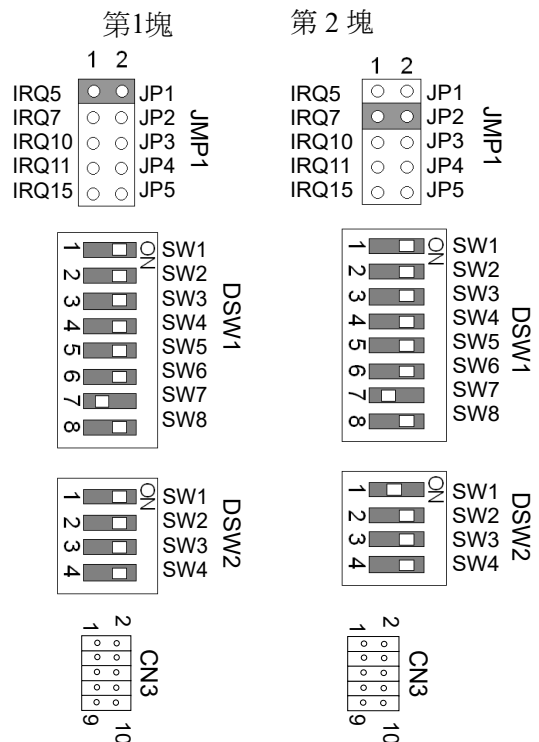 第1塊
1 2
IRQ5 JP1
IRQ7 JP2
IRQ10 JP3
IRQ11 JP4
IRQ15 JP5
JMP1
1 ON SW1
2 SW2
3 SW3
4 SW4
5 SW5
6 SW6
7 SW7
8 SW8
DSW1
1 ON SW1
2 SW2
3 SW3
4 SW4
DSW2
1 2
CN3
9 10
第 2 塊
1 2
IRQ5 JP1
IRQ7 JP2
IRQ10 JP3
IRQ11 JP4
IRQ15 JP5
JMP1
1 ON SW1
2 SW2
3 SW3
4 SW4
5 SW5
6 SW6
7 SW7
8 SW8
DSW1
1 ON SW1
2 SW2
3 SW3
4 SW4
DSW2
1 2
CN3
9 10